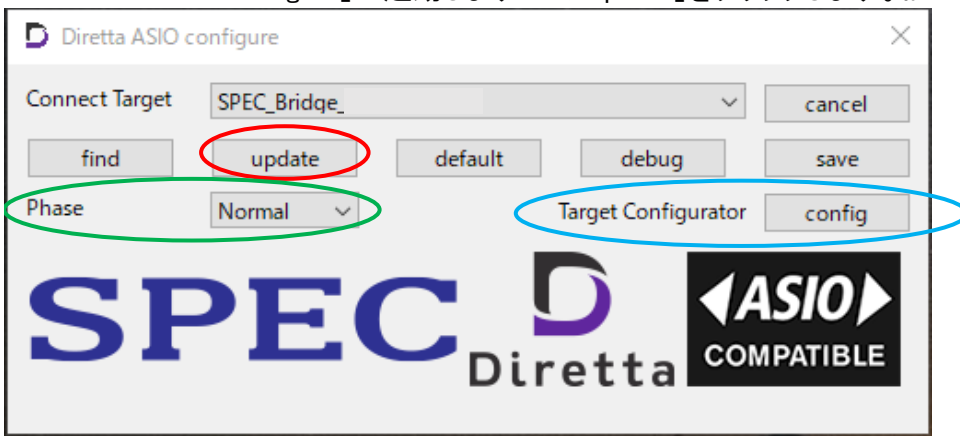 Diretta ASIO configure
Connect Target SPEC_Bridge_ cancel
find update default debug save
Phase Normal Target Configurator config
SPEC Diretta ASIO COMPATIBLE